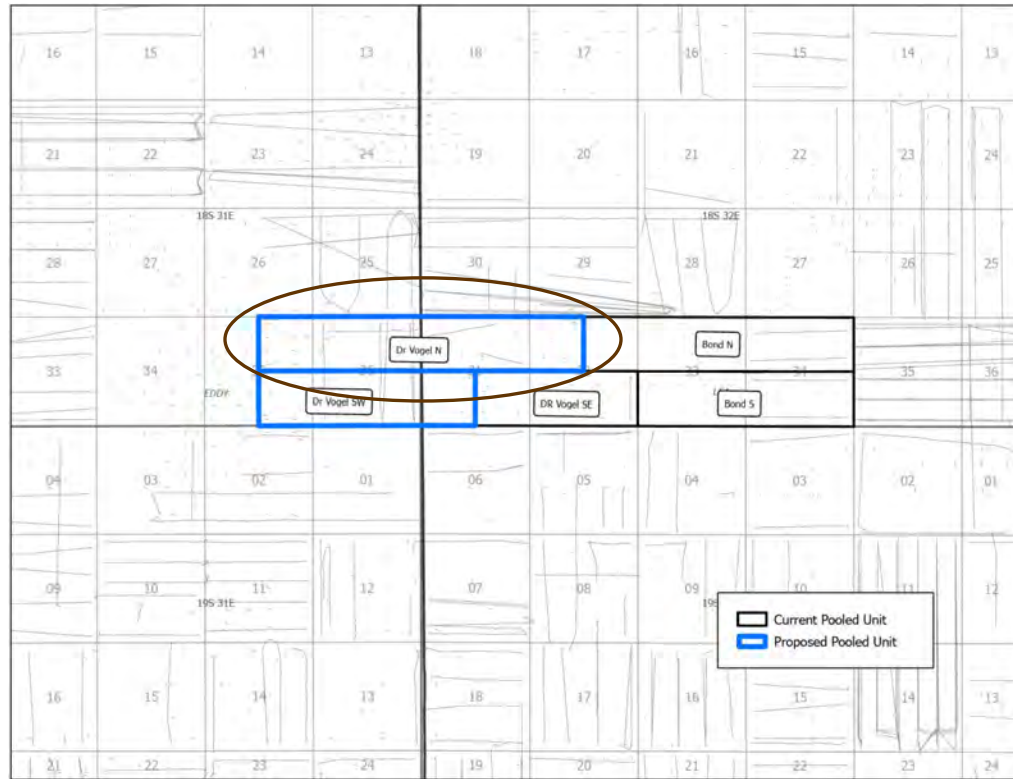 16 15 14 13 18 17 16 15 14 13
21 22 23 24 19 20 21 22 23 24
18S 31E 18S 32E
28 27 26 25 30 29 28 27 26 25
Dr Vogel N Bond N
33 34 35 36
EDDY Dr Vogel SW DR Vogel SE Bond S
04 03 02 01 06 05 04 03 02 01
09 10 11 12 07 08 09 10 11 12
19S 31E
Current Pooled Unit
Proposed Pooled Unit
16 15 14 13 18 17 16 15 14 13
21 22 23 24 19 20 21 22 23 24